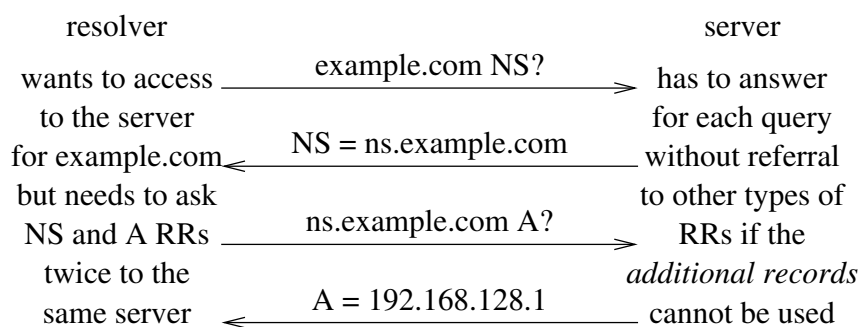 resolver
wants to access
to the server
for example.com
but needs to ask
NS and A RRs
twice to the
same server
example.com NS?
NS = ns.example.com
ns.example.com A?
A = 192.168.128.1
server
has to answer
for each query
without referral
to other types of
RRs if the
additional records
cannot be used